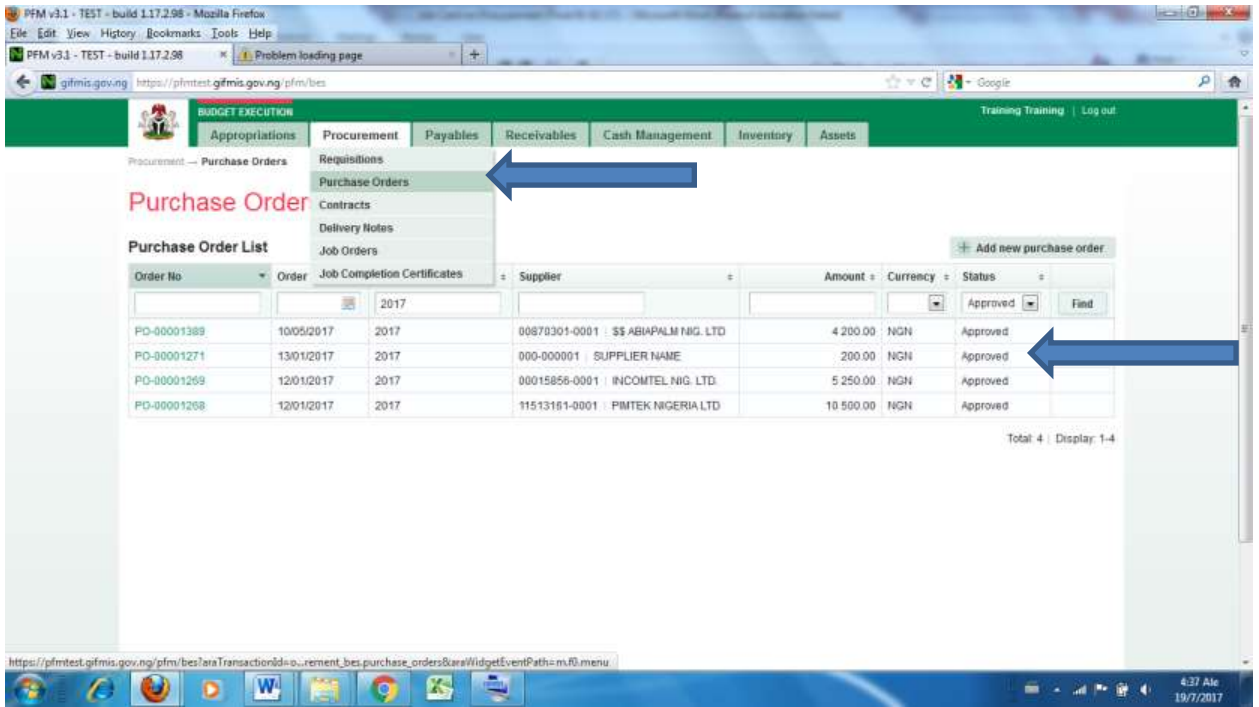 PFM v3.1 - TEST - build 1.17.2.98 - Mozilla Firefox
File Edit View History Bookmarks Tools Help
PFM v3.1 - TEST - build 1.17.2.98 × Problem loading page × +
gifmis.gov.ng https://pfmtest.gifmis.gov.ng/pfm/bes Google
BUDGET EXECUTION Training Training | Log out
Appropriations Procurement Payables Receivables Cash Management Inventory Assets
Procurement — Purchase Orders
Requisitions
Purchase Orders
Contracts
Delivery Notes
Job Orders
Job Completion Certificates
Purchase Order
Purchase Order List + Add new purchase order
Order No Order Supplier Amount Currency Status
2017 Approved Find
PO-00001389 10/05/2017 2017 00870301-0001 | $$ ABIAPALM NIG. LTD 4 200.00 NGN Approved
PO-00001271 13/01/2017 2017 000-000001 | SUPPLIER NAME 200.00 NGN Approved
PO-00001269 12/01/2017 2017 00015856-0001 | INCOMTEL NIG. LTD. 5 250.00 NGN Approved
PO-00001268 12/01/2017 2017 11513161-0001 | PIMTEK NIGERIA LTD 10 500.00 NGN Approved
Total: 4 | Display: 1-4
https://pfmtest.gifmis.gov.ng/pfm/bes?araTransactionId=o...rement_bes.purchase_orders&araWidgetEventPath=m.f0.menu
4:37 Ale
19/7/2017